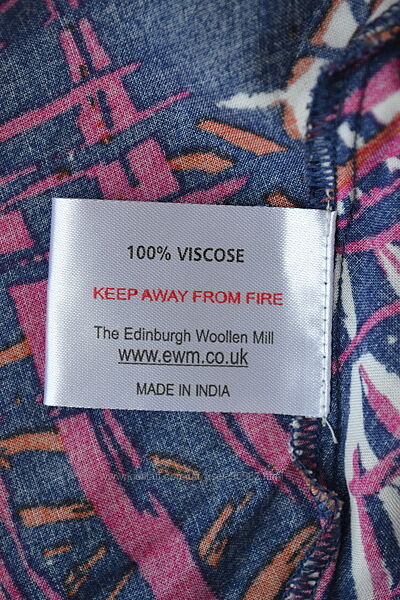 100% VISCOSE
KEEP AWAY FROM FIRE
The Edinburgh Woollen Mill
www.ewm.co.uk
MADE IN INDIA